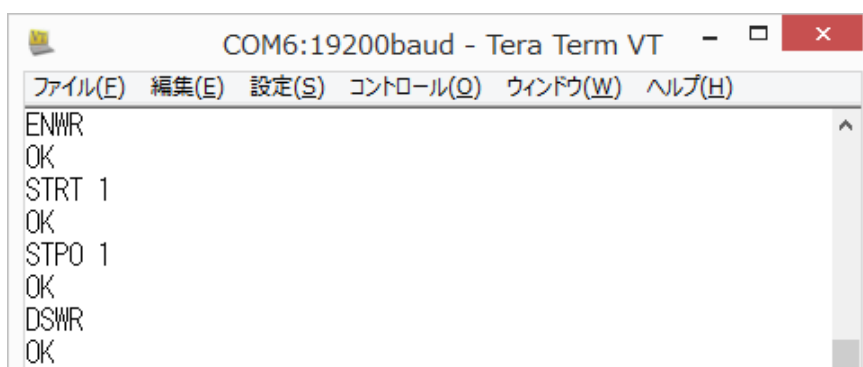 COM6:19200baud - Tera Term VT
ファイル(F) 編集(E) 設定(S) コントロール(O) ウィンドウ(W) ヘルプ(H)
ENWR
OK
STRT 1
OK
STPO 1
OK
DSWR
OK